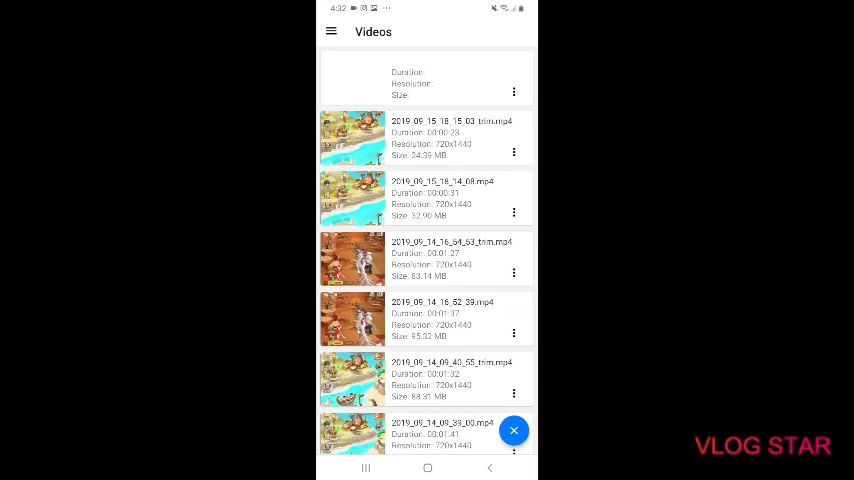 4:32
Videos
Duration:
Resolution:
Size:
2019_09_15_18_15_03_trim.mp4
Duration: 00:00:23
Resolution: 720x1440
Size: 24.39 MB
2019_09_15_18_14_08.mp4
Duration: 00:00:31
Resolution: 720x1440
Size: 32.90 MB
2019_09_14_16_54_53_trim.mp4
Duration: 00:01:27
Resolution: 720x1440
Size: 83.14 MB
2019_09_14_16_52_39.mp4
Duration: 00:01:37
Resolution: 720x1440
Size: 95.32 MB
2019_09_14_09_40_55_trim.mp4
Duration: 00:01:32
Resolution: 720x1440
Size: 88.31 MB
2019_09_14_09_39_00.mp4
Duration: 00:01:41
Resolution: 720x1440
VLOG STAR